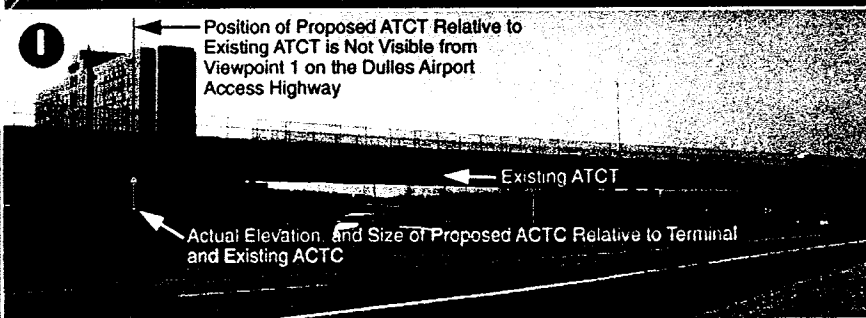 1
Position of Proposed ATCT Relative to
Existing ATCT is Not Visible from
Viewpoint 1 on the Dulles Airport
Access Highway
Existing ATCT
Actual Elevation, and Size of Proposed ACTC Relative to Terminal
and Existing ACTC